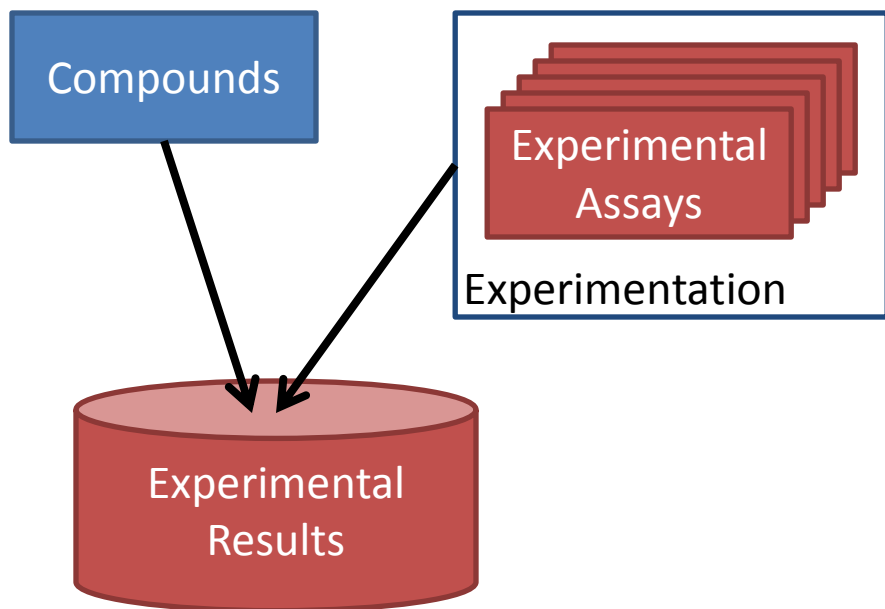 Compounds
Experimental
Assays
Experimentation
Experimental
Results